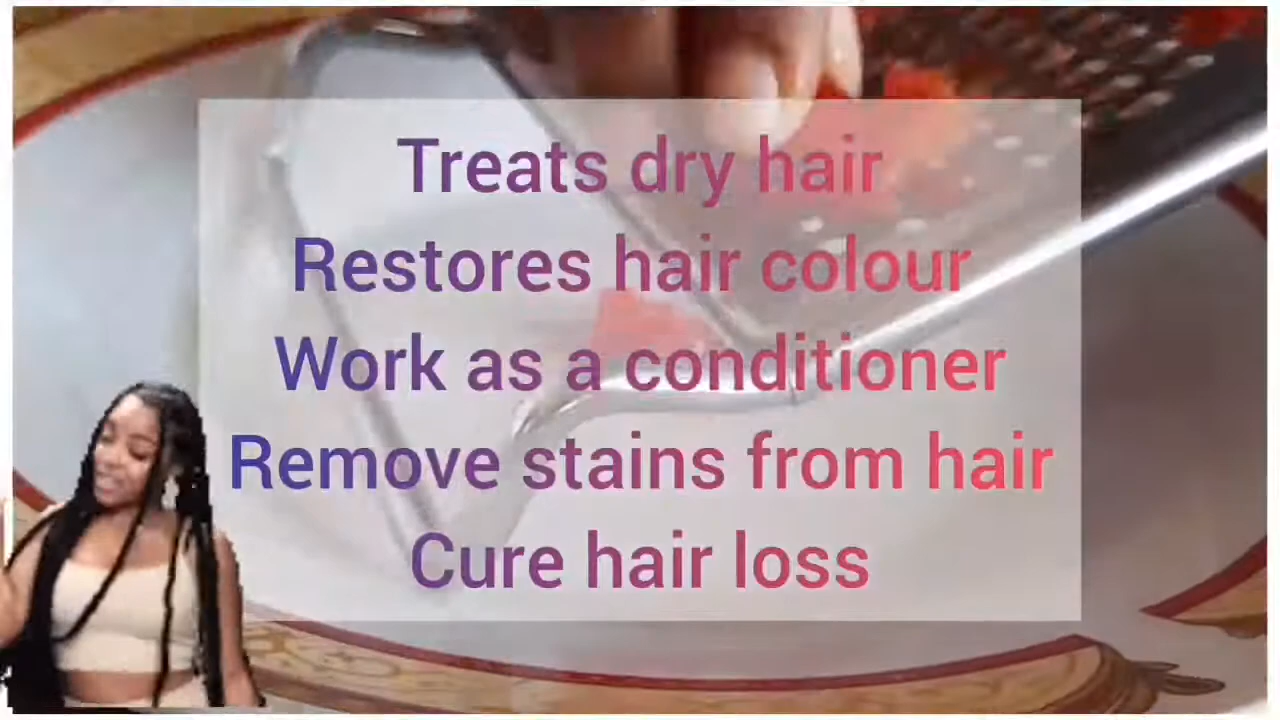 Treats dry hair
Restores hair colour
Work as a conditioner
Remove stains from hair
Cure hair loss